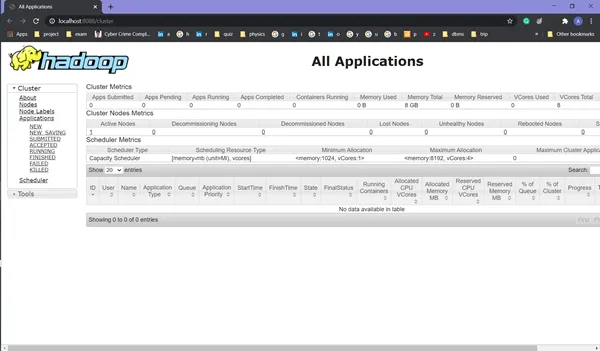 All Applications
localhost:8088/cluster
Apps project exam Cyber Crime Compl... in a h in r quiz physics g h in r g y u b p z dbms trip Other bookmarks
hadoop
All Applications
Cluster
About
Nodes
Node Labels
Applications
NEW
NEW_SAVING
SUBMITTED
ACCEPTED
RUNNING
FINISHED
FAILED
KILLED
Scheduler
Tools
Cluster Metrics
Apps Submitted Apps Pending Apps Running Apps Completed Containers Running Memory Used Memory Total Memory Reserved VCores Used VCores Total
0 0 0 0 0 0 B 8 GB 0 B 0 8
Cluster Nodes Metrics
Active Nodes Decommissioning Nodes Decommissioned Nodes Lost Nodes Unhealthy Nodes Rebooted Nodes S
1 0 0 0 0 0
Scheduler Metrics
Scheduler Type Scheduling Resource Type Minimum Allocation Maximum Allocation Maximum Cluster Applica
Capacity Scheduler [memory-mb (unit=Mi), vcores] <memory:1024, vCores:1> <memory:8192, vCores:4> 0
Show 20 entries Search:
ID User Name Application Type Queue Application Priority StartTime FinishTime State FinalStatus Running Containers Allocated CPU VCores Allocated Memory MB Reserved CPU VCores Reserved Memory MB % of Queue % of Cluster Progress T
No data available in table
Showing 0 to 0 of 0 entries First